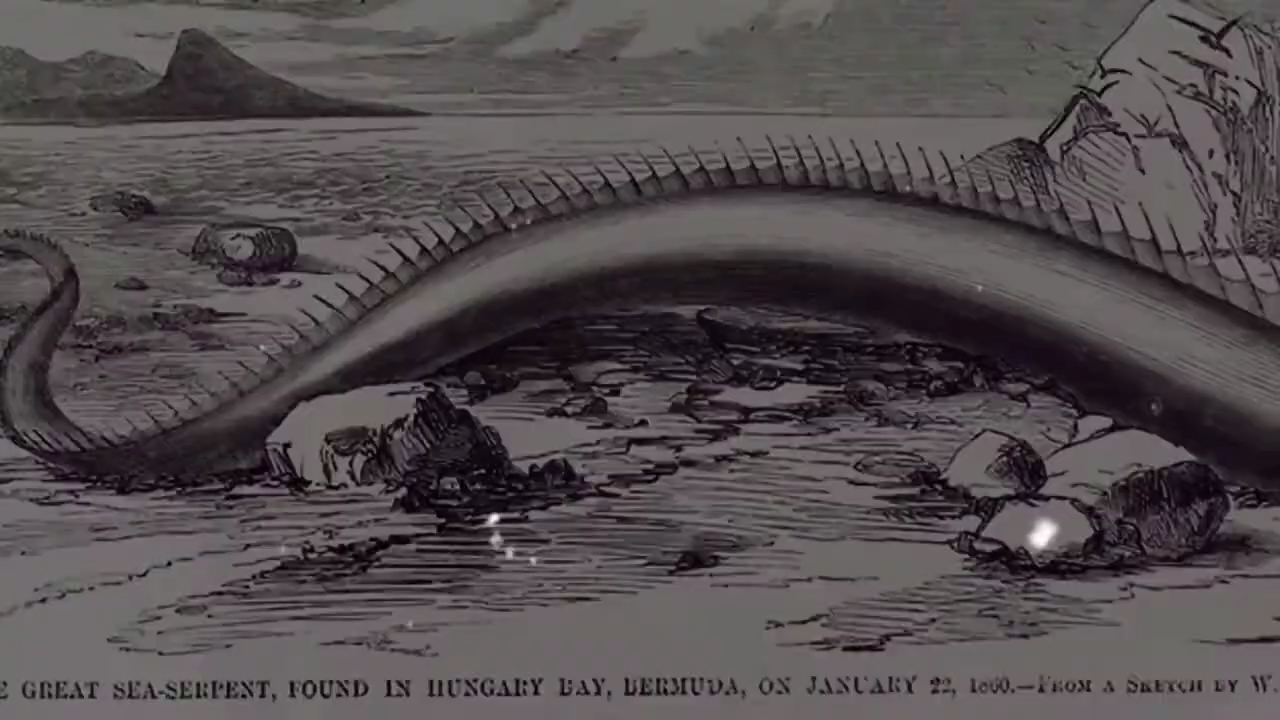 E GREAT SEA-SERPENT, FOUND IN HUNGARY BAY, BERMUDA, ON JANUARY 22, 1860.—FROM A SKETCH BY W.